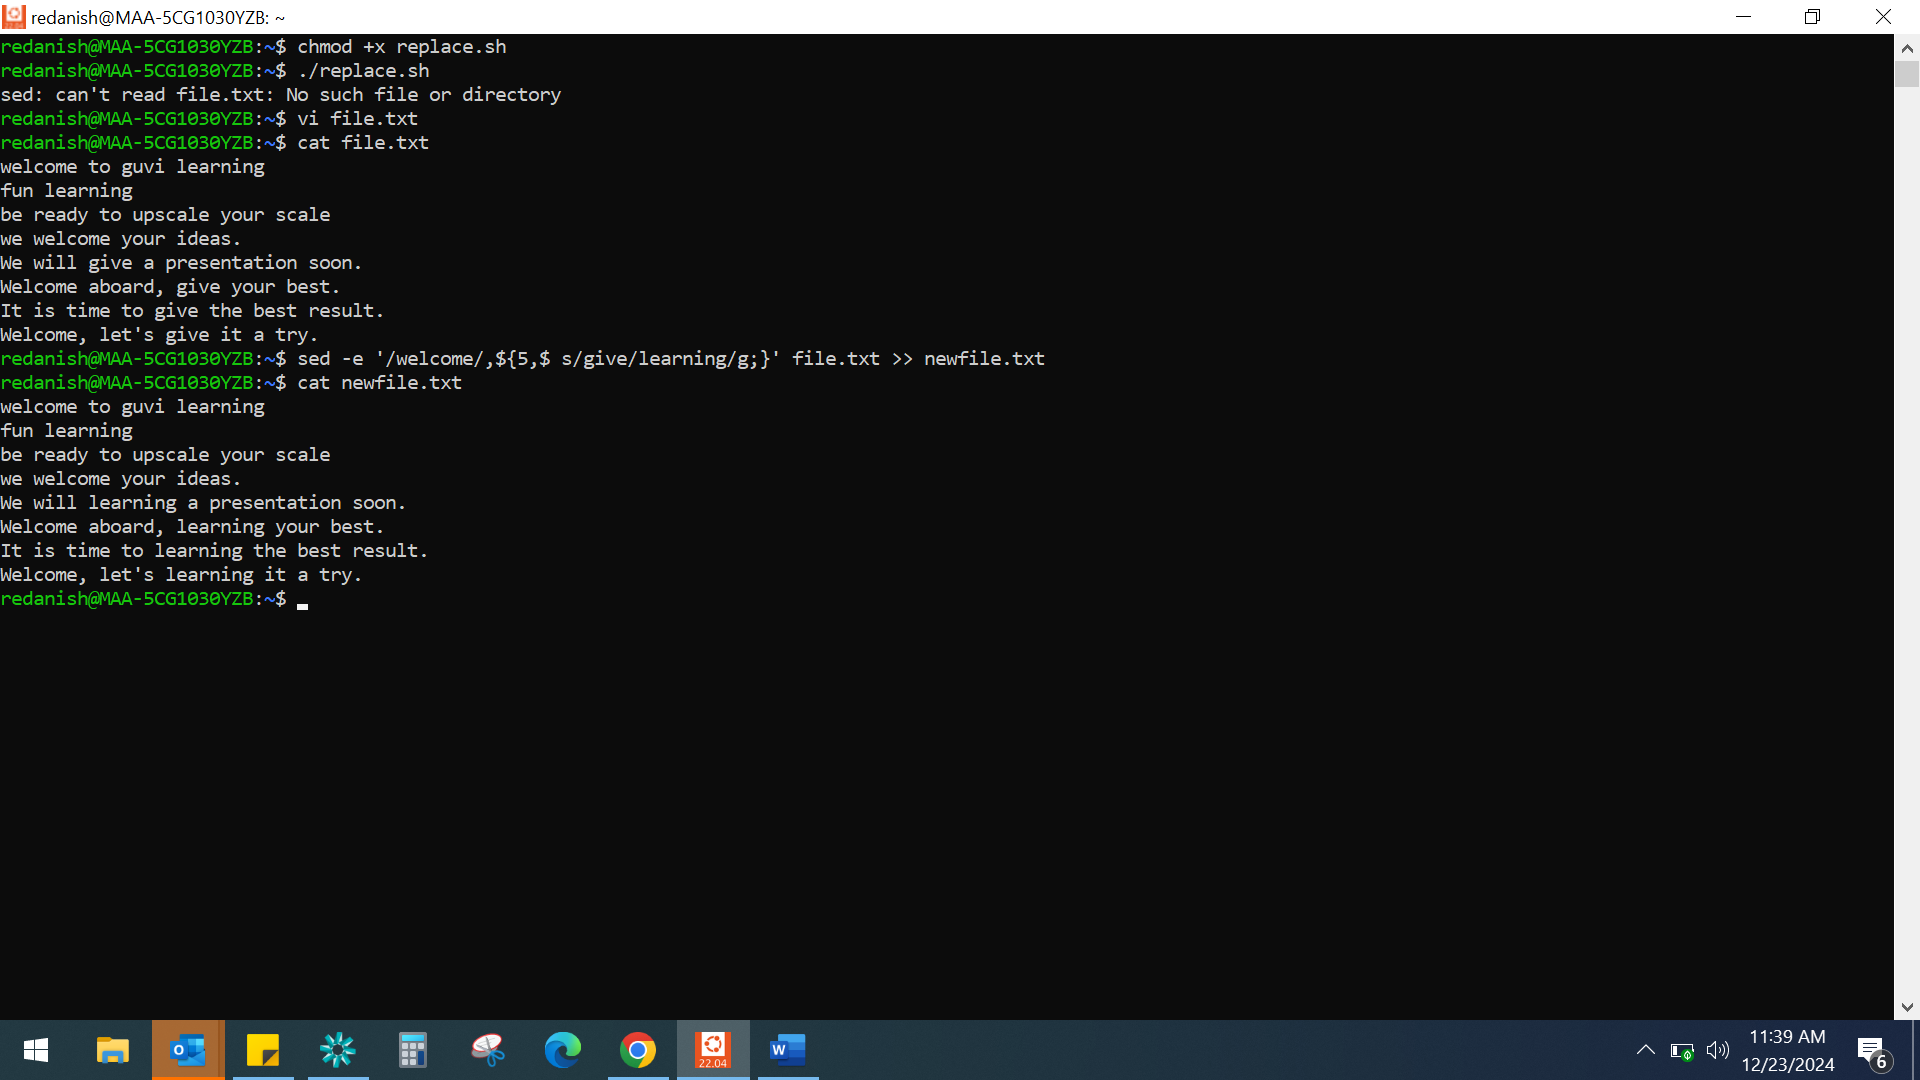 redanish@MAA-5CG1030YZB: ~
redanish@MAA-5CG1030YZB:~$ chmod +x replace.sh
redanish@MAA-5CG1030YZB:~$ ./replace.sh
sed: can't read file.txt: No such file or directory
redanish@MAA-5CG1030YZB:~$ vi file.txt
redanish@MAA-5CG1030YZB:~$ cat file.txt
welcome to guvi learning
fun learning
be ready to upscale your scale
we welcome your ideas.
We will give a presentation soon.
Welcome aboard, give your best.
It is time to give the best result.
Welcome, let's give it a try.
redanish@MAA-5CG1030YZB:~$ sed -e '/welcome/,${5,$ s/give/learning/g;}' file.txt >> newfile.txt
redanish@MAA-5CG1030YZB:~$ cat newfile.txt
welcome to guvi learning
fun learning
be ready to upscale your scale
we welcome your ideas.
We will learning a presentation soon.
Welcome aboard, learning your best.
It is time to learning the best result.
Welcome, let's learning it a try.
redanish@MAA-5CG1030YZB:~$
22.04
11:39 AM
12/23/2024
6